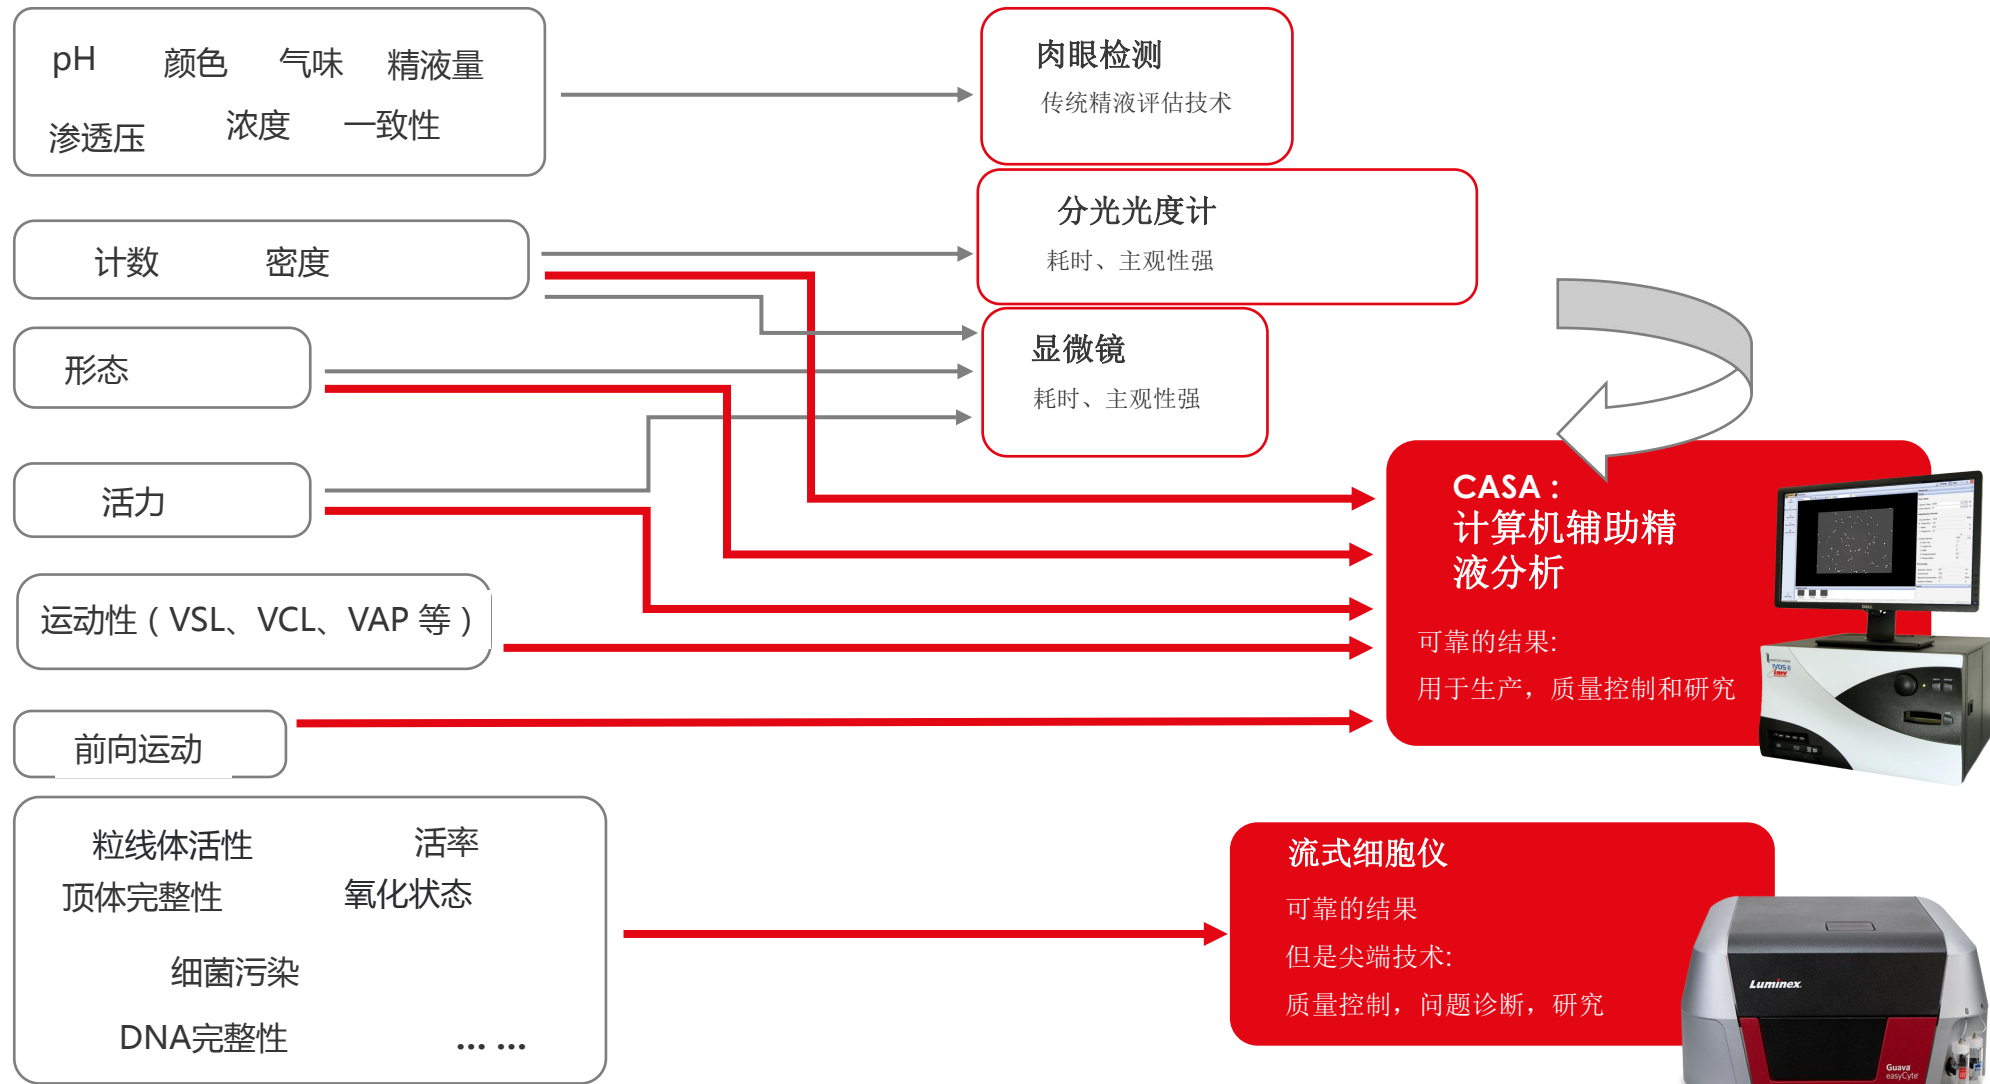 pH 颜色 气味 精液量
渗透压 浓度 一致性
肉眼检测
传统精液评估技术
计数 密度
分光光度计
耗时、主观性强
形态
显微镜
耗时、主观性强
活力
CASA :
计算机辅助精
液分析
可靠的结果:
用于生产，质量控制和研究
运动性（VSL、VCL、VAP 等）
前向运动
粒线体活性 活率
顶体完整性 氧化状态
细菌污染
DNA完整性 ... ...
流式细胞仪
可靠的结果
但是尖端技术:
质量控制，问题诊断，研究
DELL
IVOS II
imv
Luminex
Guava
easyCyte